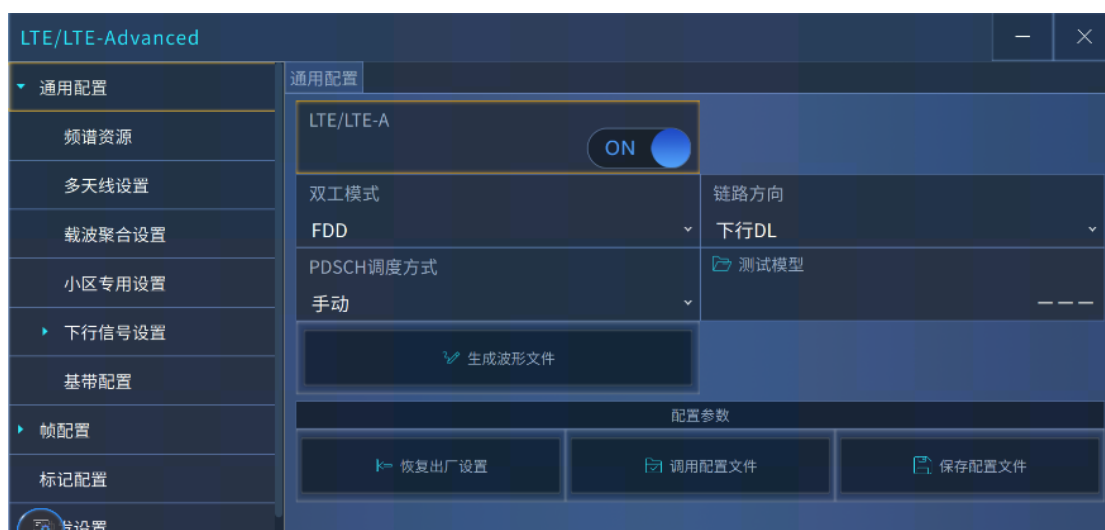 LTE/LTE-Advanced
通用配置
频谱资源
多天线设置
载波聚合设置
小区专用设置
下行信号设置
基带配置
帧配置
标记配置
发设置
通用配置
LTE/LTE-A
ON
双工模式
FDD
链路方向
下行DL
PDSCH调度方式
手动
测试模型
———
生成波形文件
配置参数
恢复出厂设置
调用配置文件
保存配置文件